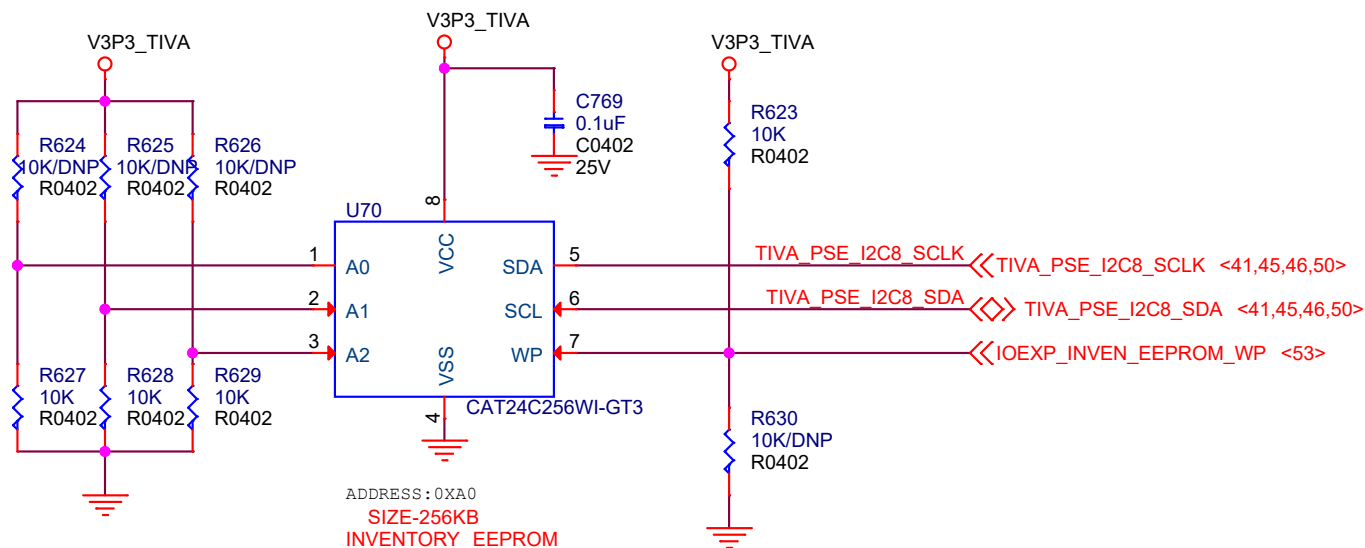 V3P3_TIVA
V3P3_TIVA
V3P3_TIVA
R624
10K/DNP
R0402
R625
10K/DNP
R0402
R626
10K/DNP
R0402
C769
0.1uF
C0402
25V
R623
10K
R0402
U70
8
VCC
1
A0
2
A1
3
A2
SDA
5
SCL
6
WP
7
VSS
4
CAT24C256WI-GT3
TIVA_PSE_I2C8_SCLK
TIVA_PSE_I2C8_SCLK <41,45,46,50>
TIVA_PSE_I2C8_SDA
TIVA_PSE_I2C8_SDA <41,45,46,50>
IOEXP_INVEN_EEPROM_WP <53>
R627
10K
R0402
R628
10K
R0402
R629
10K
R0402
R630
10K/DNP
R0402
ADDRESS:0XA0
SIZE-256KB
INVENTORY EEPROM